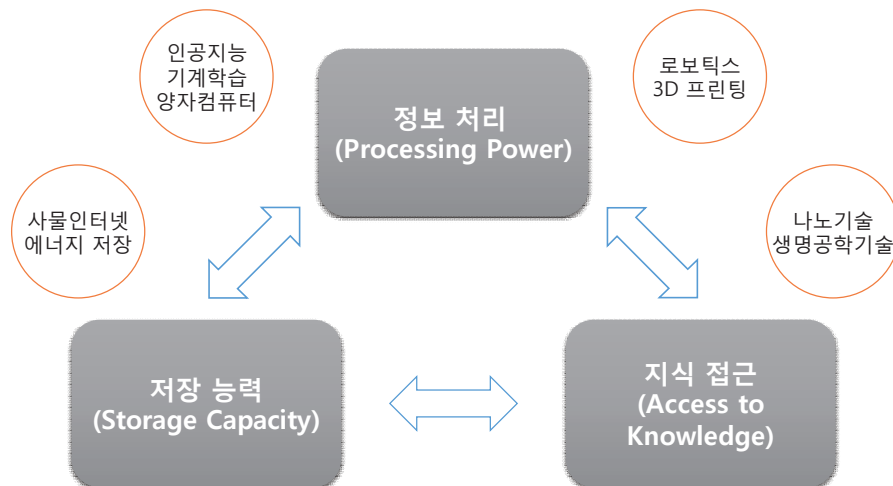 인공지능
기계학습
양자컴퓨터
로보틱스
3D 프린팅
정보 처리
(Processing Power)
사물인터넷
에너지 저장
나노기술
생명공학기술
저장 능력
(Storage Capacity)
지식 접근
(Access to
Knowledge)